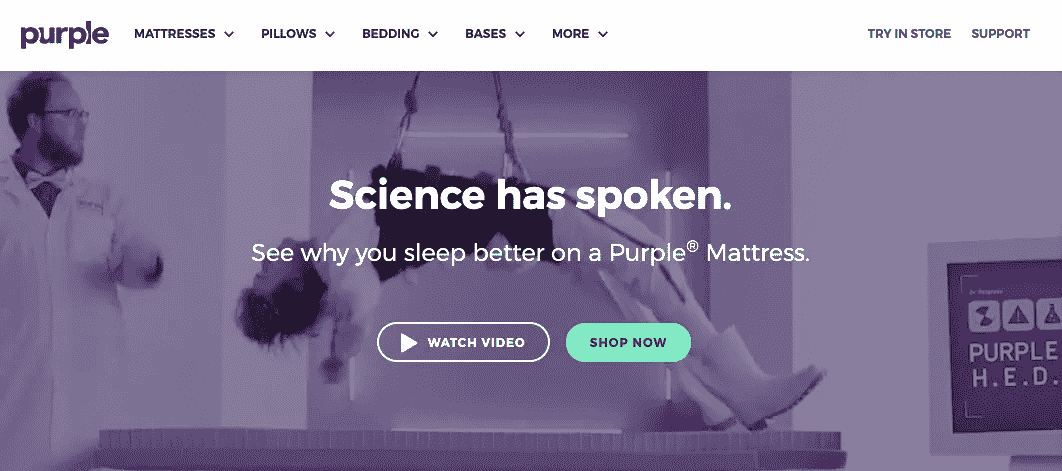 purple MATTRESSES PILLOWS BEDDING BASES MORE TRY IN STORE SUPPORT
Science has spoken.
See why you sleep better on a Purple® Mattress.
WATCH VIDEO SHOP NOW
PURPLE
H.E.D.